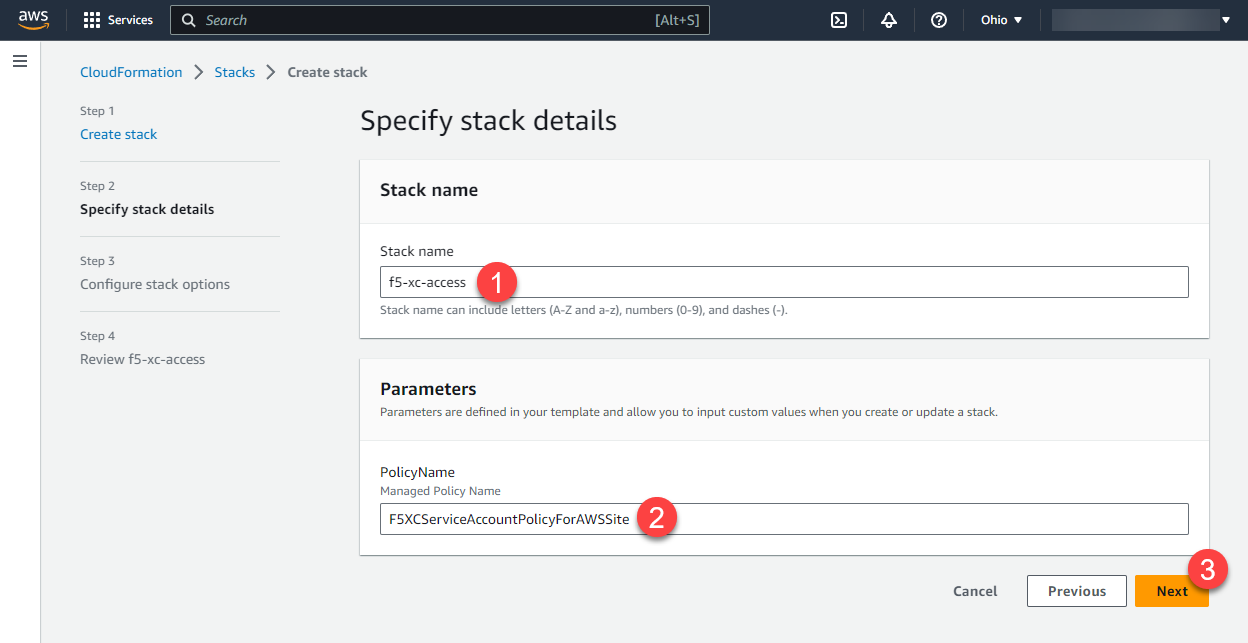 aws
Services
Search
[Alt+S]
Ohio
CloudFormation
Stacks
Create stack
Step 1
Create stack
Step 2
Specify stack details
Step 3
Configure stack options
Step 4
Review f5-xc-access
Specify stack details
Stack name
Stack name
f5-xc-access
1
Stack name can include letters (A-Z and a-z), numbers (0-9), and dashes (-).
Parameters
Parameters are defined in your template and allow you to input custom values when you create or update a stack.
PolicyName
Managed Policy Name
F5XCServiceAccountPolicyForAWSSite
2
3
Cancel
Previous
Next